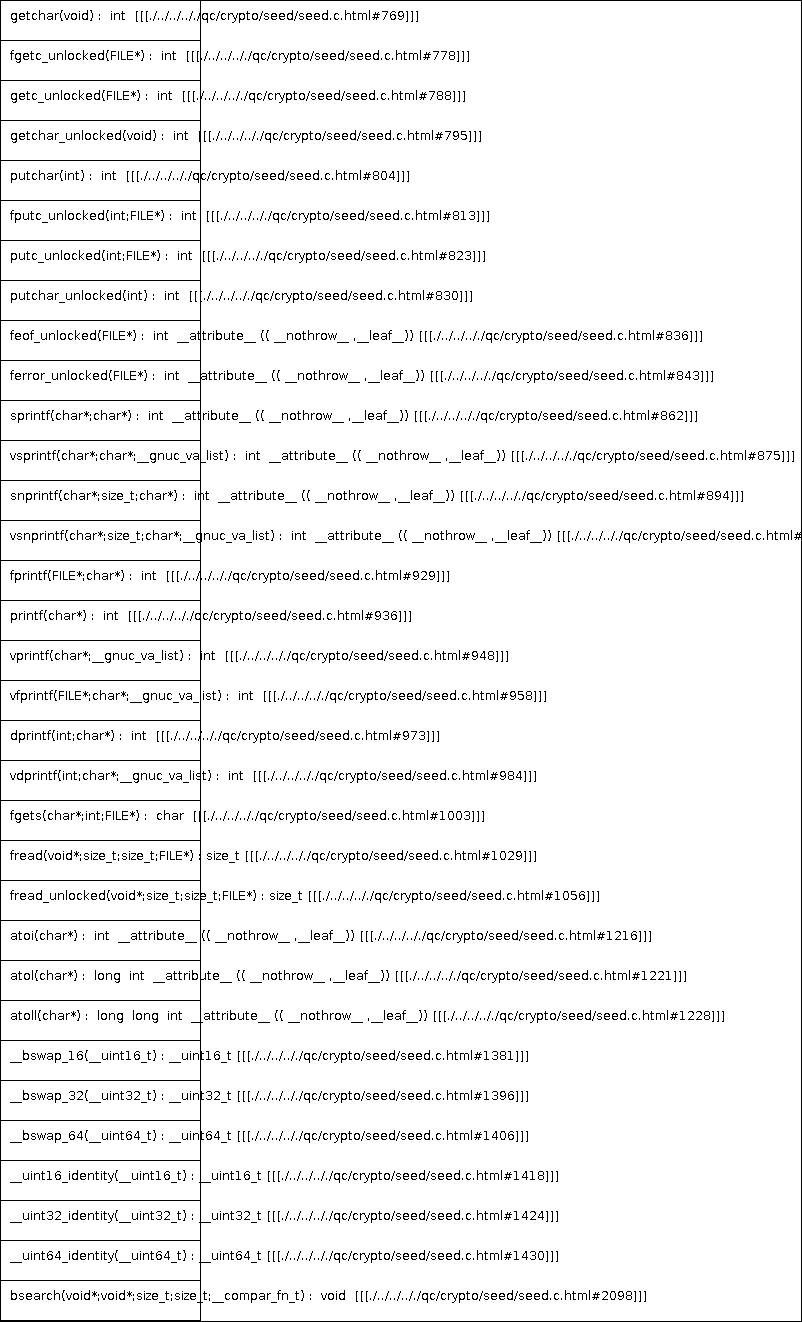 getchar(void) : int [[[./../../../qc/crypto/seed/seed.c.html#769]]]
fgetc_unlocked(FILE*) : int [[[./../../../qc/crypto/seed/seed.c.html#778]]]
getc_unlocked(FILE*) : int [[[./../../../qc/crypto/seed/seed.c.html#788]]]
getchar_unlocked(void) : int [[[./../../../qc/crypto/seed/seed.c.html#795]]]
putchar(int) : int [[[./../../../qc/crypto/seed/seed.c.html#804]]]
fputc_unlocked(int;FILE*) : int [[[./../../../qc/crypto/seed/seed.c.html#813]]]
putc_unlocked(int;FILE*) : int [[[./../../../qc/crypto/seed/seed.c.html#823]]]
putchar_unlocked(int) : int [[[./../../../qc/crypto/seed/seed.c.html#830]]]
feof_unlocked(FILE*) : int __attribute__ (( __nothrow__ ,__leaf__)) [[[./../../../qc/crypto/seed/seed.c.html#836]]]
ferror_unlocked(FILE*) : int __attribute__ (( __nothrow__ ,__leaf__)) [[[./../../../qc/crypto/seed/seed.c.html#843]]]
sprintf(char*;char*) : int __attribute__ (( __nothrow__ ,__leaf__)) [[[./../../../qc/crypto/seed/seed.c.html#862]]]
vsprintf(char*;char*;__gnuc_va_list) : int __attribute__ (( __nothrow__ ,__leaf__)) [[[./../../../qc/crypto/seed/seed.c.html#875]]]
snprintf(char*;size_t;char*) : int __attribute__ (( __nothrow__ ,__leaf__)) [[[./../../../qc/crypto/seed/seed.c.html#894]]]
vsnprintf(char*;size_t;char*;__gnuc_va_list) : int __attribute__ (( __nothrow__ ,__leaf__)) [[[./../../../qc/crypto/seed/seed.c.html#
fprintf(FILE*;char*) : int [[[./../../../qc/crypto/seed/seed.c.html#929]]]
printf(char*) : int [[[./../../../qc/crypto/seed/seed.c.html#936]]]
vprintf(char*;__gnuc_va_list) : int [[[./../../../qc/crypto/seed/seed.c.html#948]]]
vfprintf(FILE*;char*;__gnuc_va_list) : int [[[./../../../qc/crypto/seed/seed.c.html#958]]]
dprintf(int;char*) : int [[[./../../../qc/crypto/seed/seed.c.html#973]]]
vdprintf(int;char*;__gnuc_va_list) : int [[[./../../../qc/crypto/seed/seed.c.html#984]]]
fgets(char*;int;FILE*) : char [[[./../../../qc/crypto/seed/seed.c.html#1003]]]
fread(void*;size_t;size_t;FILE*) : size_t [[[./../../../qc/crypto/seed/seed.c.html#1029]]]
fread_unlocked(void*;size_t;size_t;FILE*) : size_t [[[./../../../qc/crypto/seed/seed.c.html#1056]]]
atoi(char*) : int __attribute__ (( __nothrow__ ,__leaf__)) [[[./../../../qc/crypto/seed/seed.c.html#1216]]]
atol(char*) : long int __attribute__ (( __nothrow__ ,__leaf__)) [[[./../../../qc/crypto/seed/seed.c.html#1221]]]
atoll(char*) : long long int __attribute__ (( __nothrow__ ,__leaf__)) [[[./../../../qc/crypto/seed/seed.c.html#1228]]]
__bswap_16(__uint16_t) : __uint16_t [[[./../../../qc/crypto/seed/seed.c.html#1381]]]
__bswap_32(__uint32_t) : __uint32_t [[[./../../../qc/crypto/seed/seed.c.html#1396]]]
__bswap_64(__uint64_t) : __uint64_t [[[./../../../qc/crypto/seed/seed.c.html#1406]]]
__uint16_identity(__uint16_t) : __uint16_t [[[./../../../qc/crypto/seed/seed.c.html#1418]]]
__uint32_identity(__uint32_t) : __uint32_t [[[./../../../qc/crypto/seed/seed.c.html#1424]]]
__uint64_identity(__uint64_t) : __uint64_t [[[./../../../qc/crypto/seed/seed.c.html#1430]]]
bsearch(void*;void*;size_t;size_t;__compar_fn_t) : void [[[./../../../qc/crypto/seed/seed.c.html#2098]]]